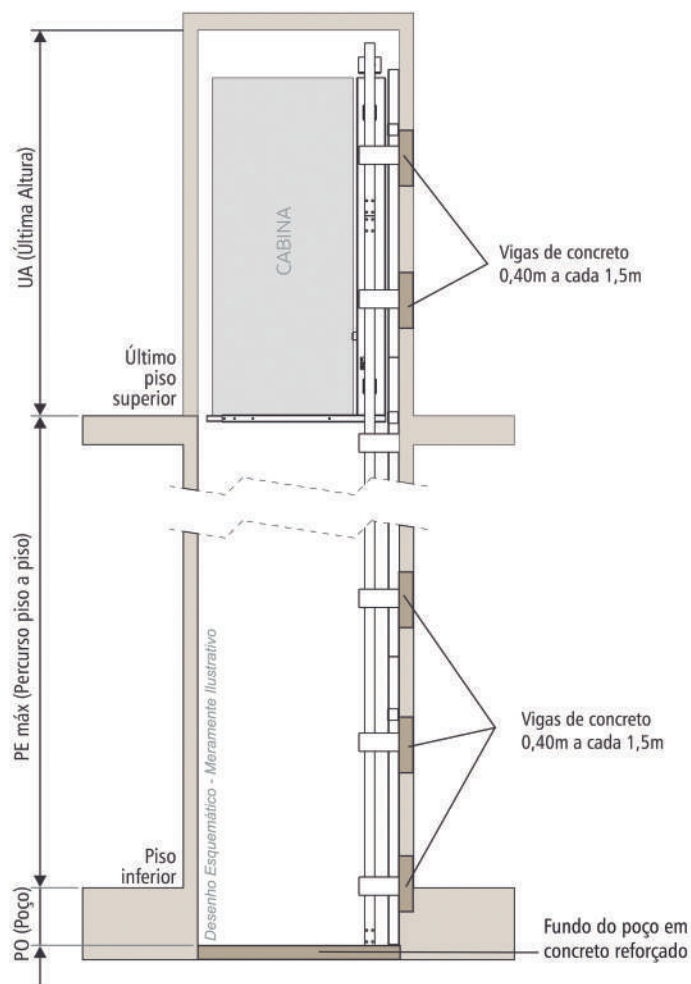 UA (Última Altura)
CABINA
Vigas de concreto
0,40m a cada 1,5m
Último
piso
superior
PE máx (Percurso piso a piso)
Desenho Esquemático - Meramente Ilustrativo
Vigas de concreto
0,40m a cada 1,5m
Piso
inferior
PO (Poço)
Fundo do poço em
concreto reforçado